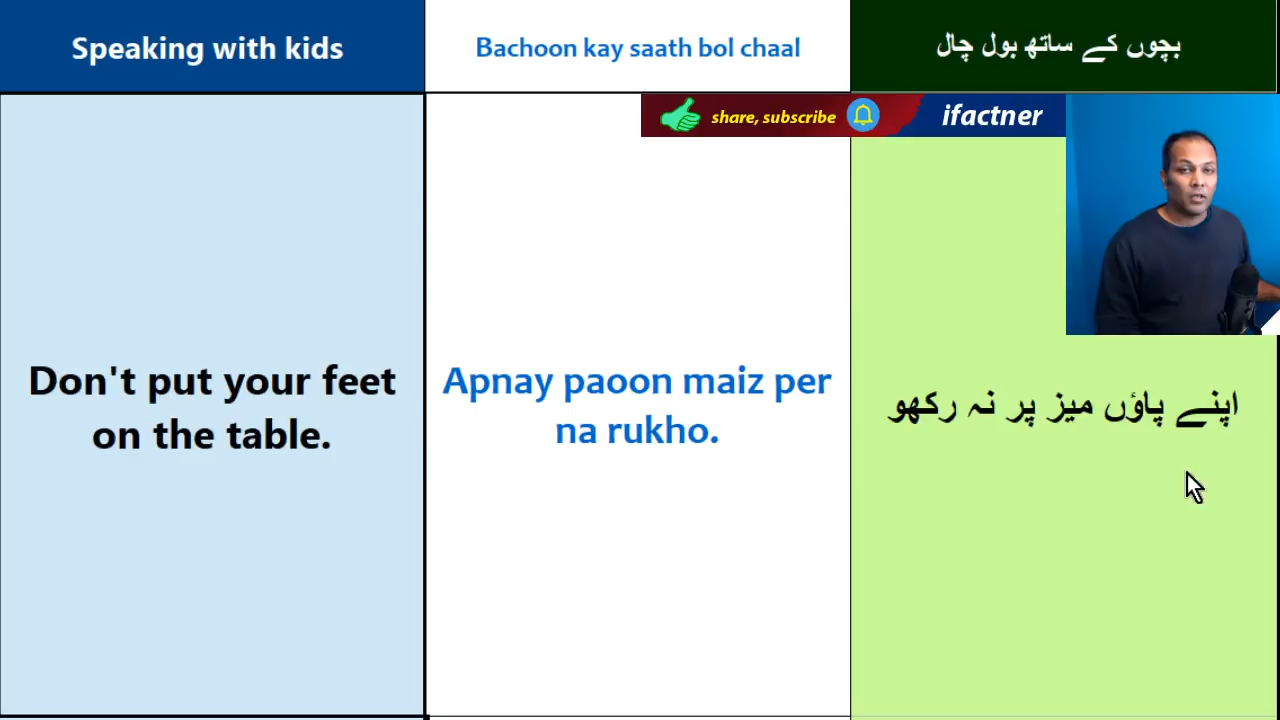 Speaking with kids
Bachoon kay saath bol chaal
بچوں کے ساتھ بول چال
share, subscribe
ifactner
Don't put your feet
on the table.
Apnay paoon maiz per
na rukho.
اپنے پاؤں میز پر نہ رکھو